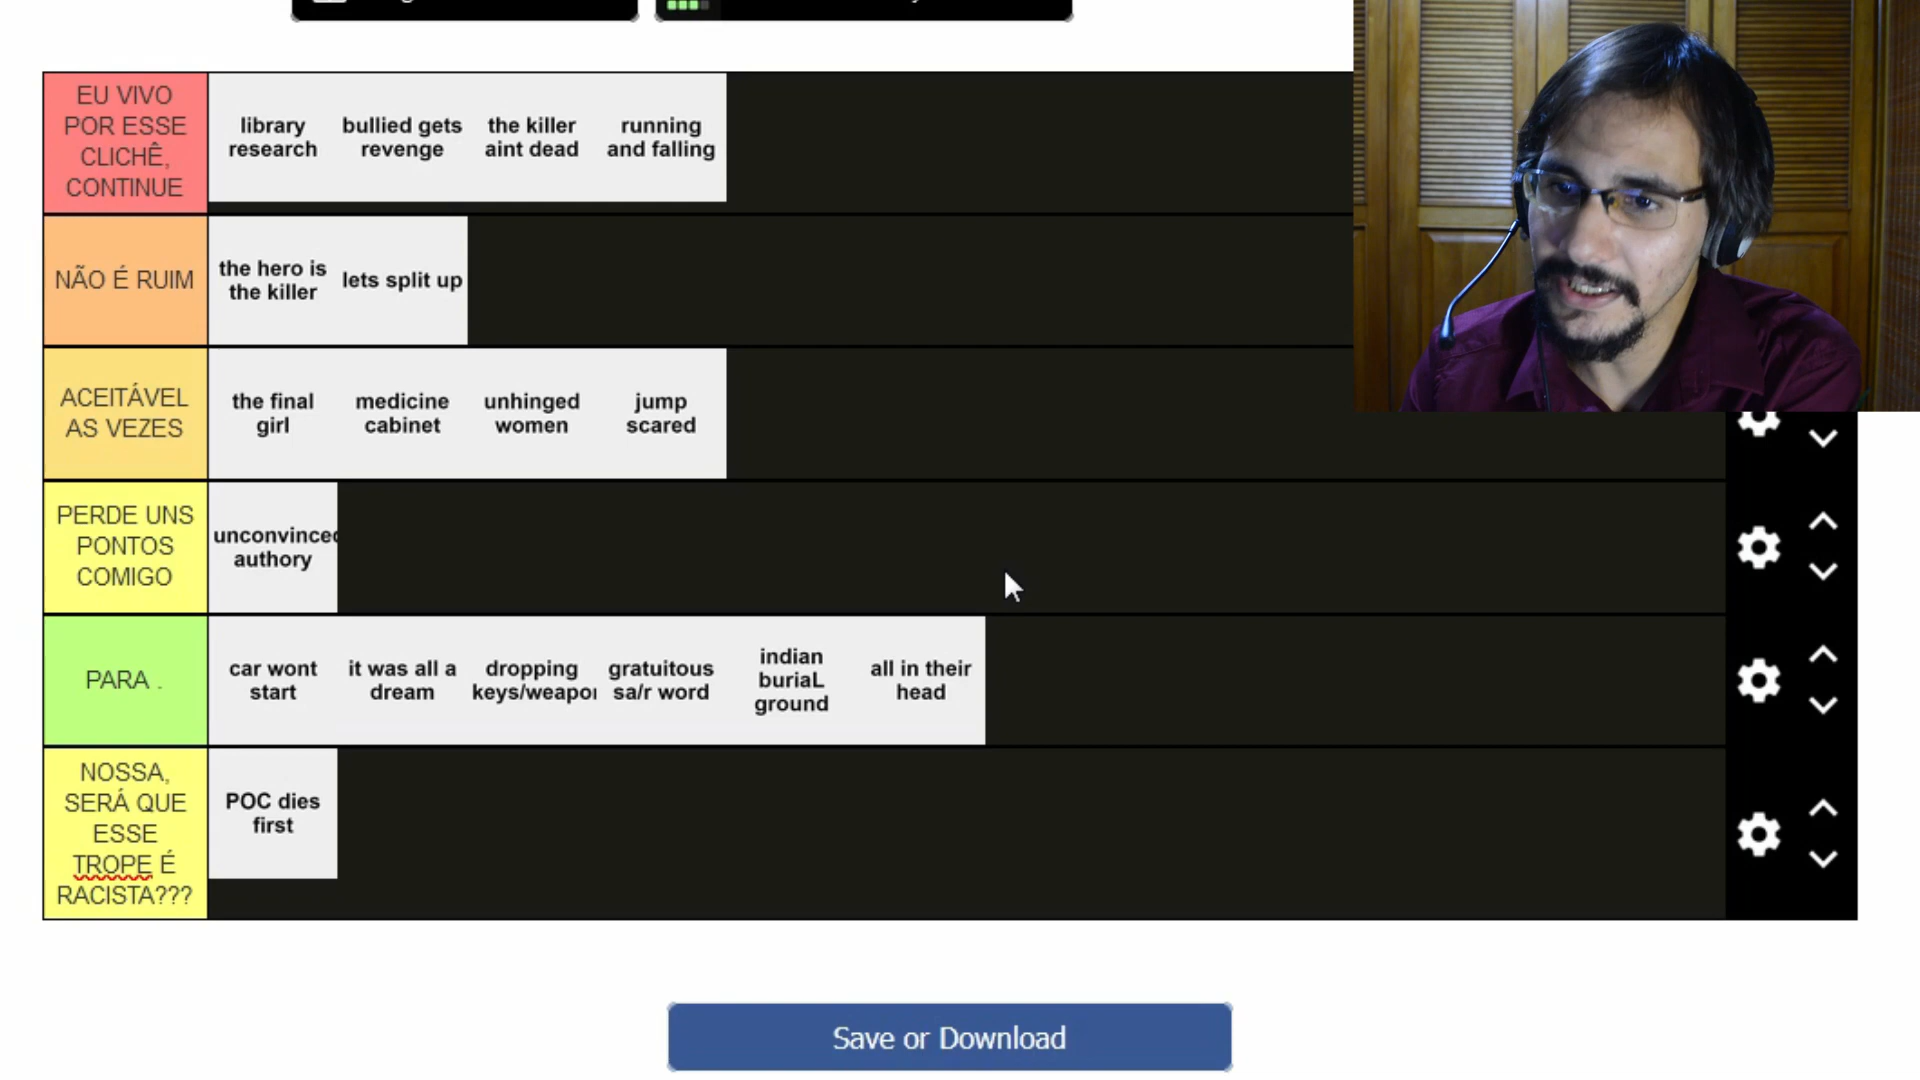 EU VIVO
POR ESSE
CLICHÊ,
CONTINUE
library
research
bullied gets
revenge
the killer
aint dead
running
and falling
NÃO É RUIM
the hero is
the killer
lets split up
ACEITÁVEL
AS VEZES
the final
girl
medicine
cabinet
unhinged
women
jump
scared
PERDE UNS
PONTOS
COMIGO
unconvinced
authory
PARA .
car wont
start
it was all a
dream
dropping
keys/weapo
gratuitous
sa/r word
indian
buriaL
ground
all in their
head
NOSSA,
SERÁ QUE
ESSE
TROPE É
RACISTA???
POC dies
first
Save or Download